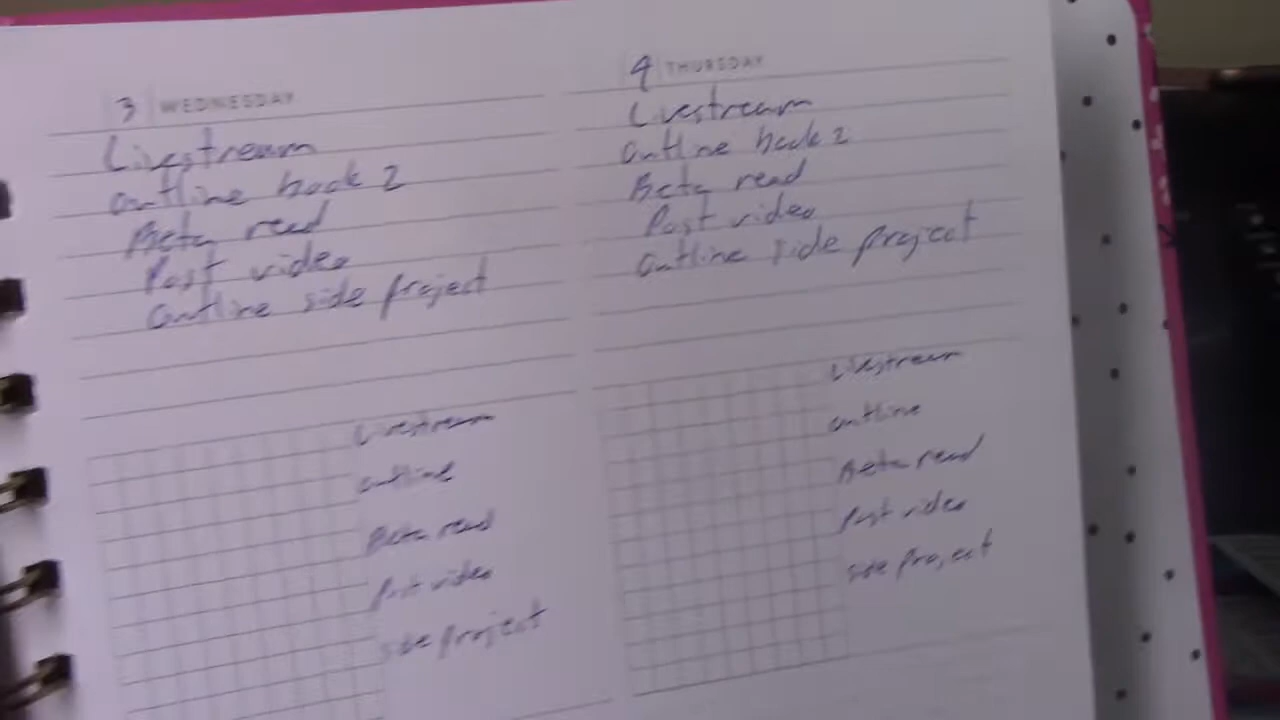 3 WEDNESDAY
Livestream
outline book 2
Beta read
Post video
outline side project
Livestream
outline
Beta read
Post video
side project
4 THURSDAY
Livestream
outline book 2
Beta read
Post video
outline side project
Livestream
outline
Beta read
Post video
side project